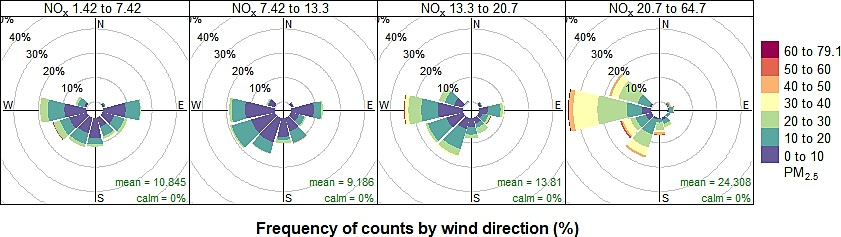 NOx 1.42 to 7.42
NOx 7.42 to 13.3
NOx 13.3 to 20.7
NOx 20.7 to 64.7
0% N 40% 30% 20% 10% W E S
mean = 10.845
calm = 0%
0% N 40% 30% 20% 10% W E S
mean = 9.186
calm = 0%
0% N 40% 30% 20% 10% W E S
mean = 13.81
calm = 0%
0% N 40% 30% 20% 10% W E S
mean = 24.308
calm = 0%
60 to 79.1
50 to 60
40 to 50
30 to 40
20 to 30
10 to 20
0 to 10
PM2.5
Frequency of counts by wind direction (%)